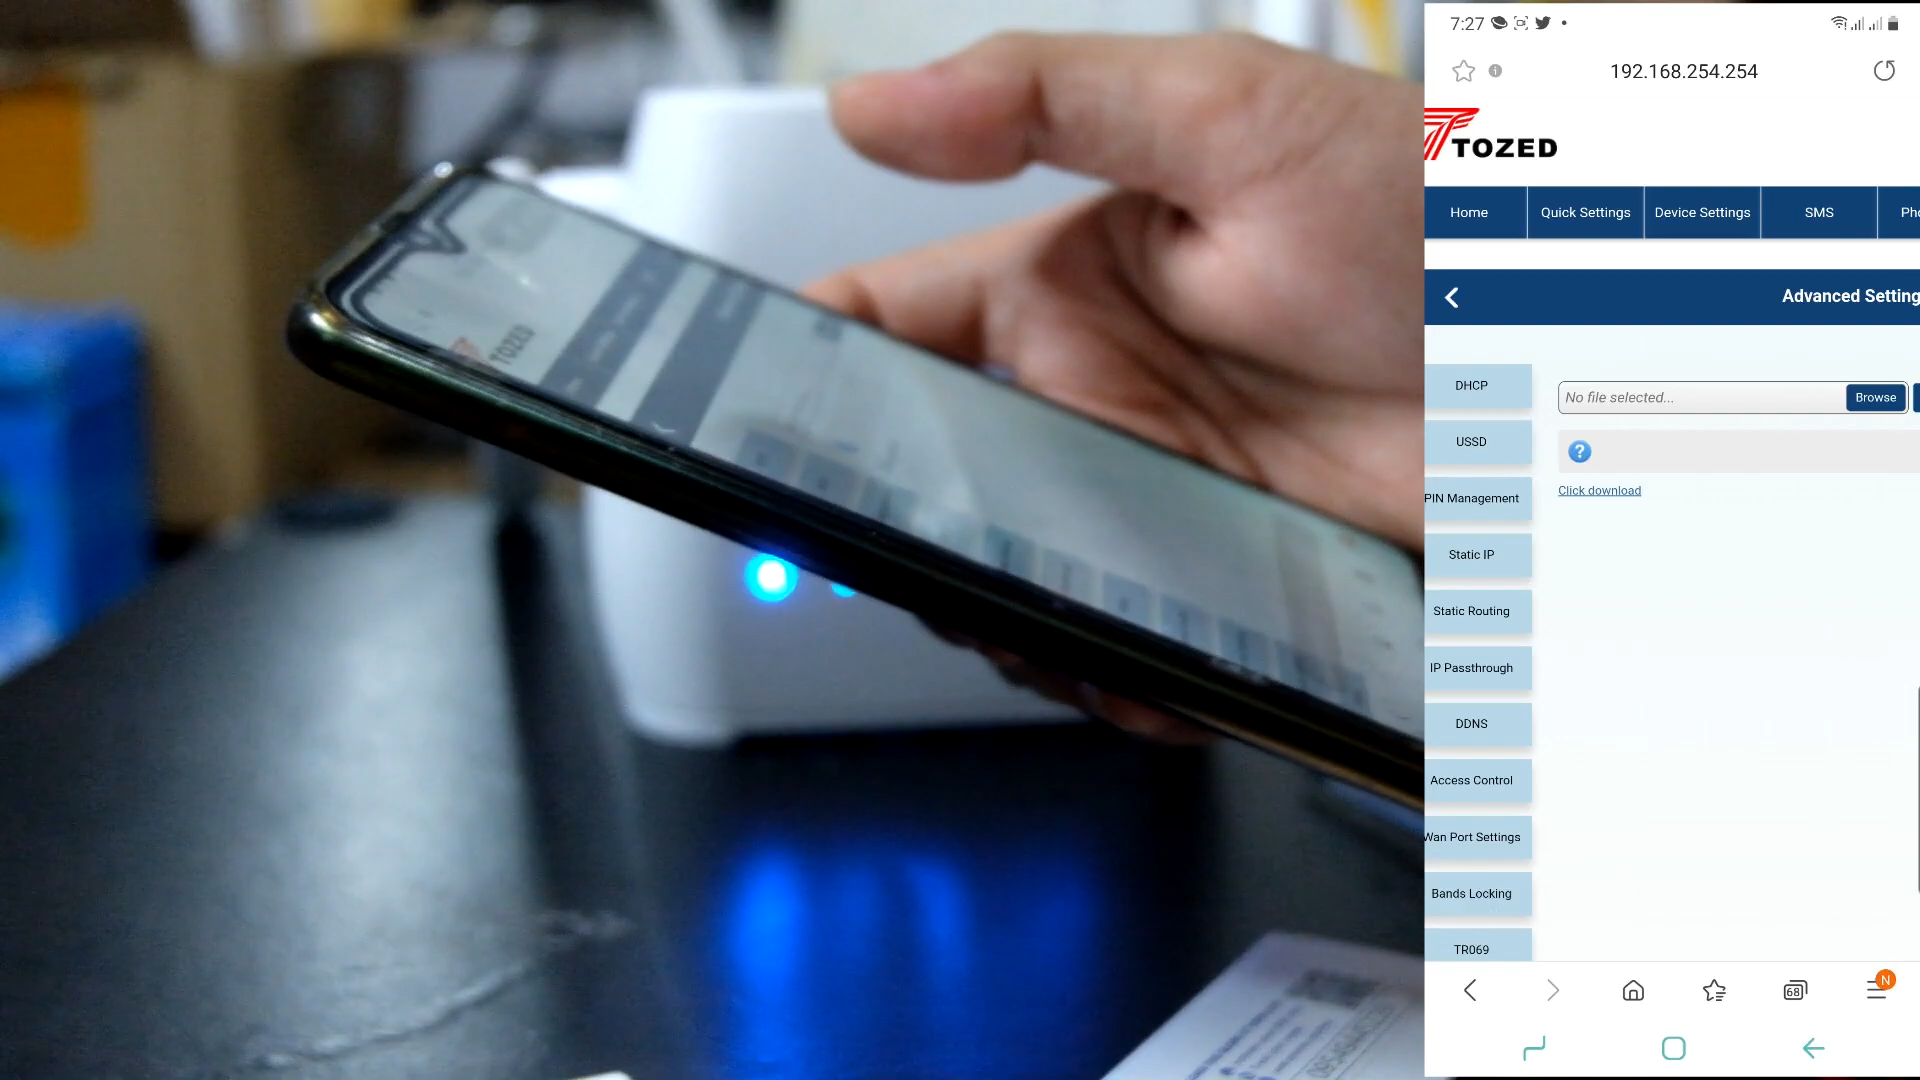 7:27
192.168.254.254
TOZED
Home Quick Settings Device Settings SMS
Advanced Setting
DHCP
No file selected... Browse
USSD
?
Click download
PIN Management
Static IP
Static Routing
IP Passthrough
DDNS
Access Control
Wan Port Settings
Bands Locking
TR069
68
N
TOZED